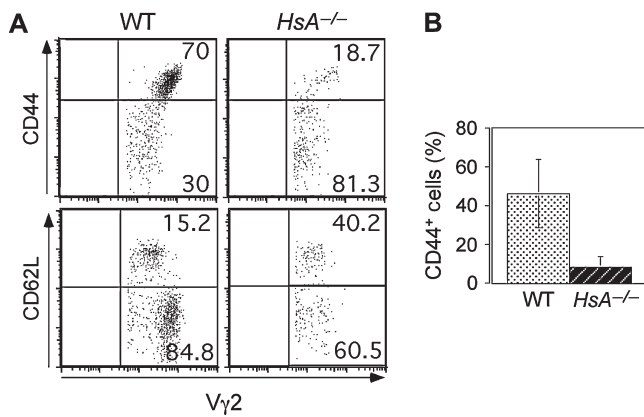 A
WT
HsA−/−
70
18.7
CD44
30
81.3
15.2
40.2
CD62L
84.8
60.5
Vγ2
B
CD44+ cells (%)
80
60
40
20
0
WT
HsA−/−